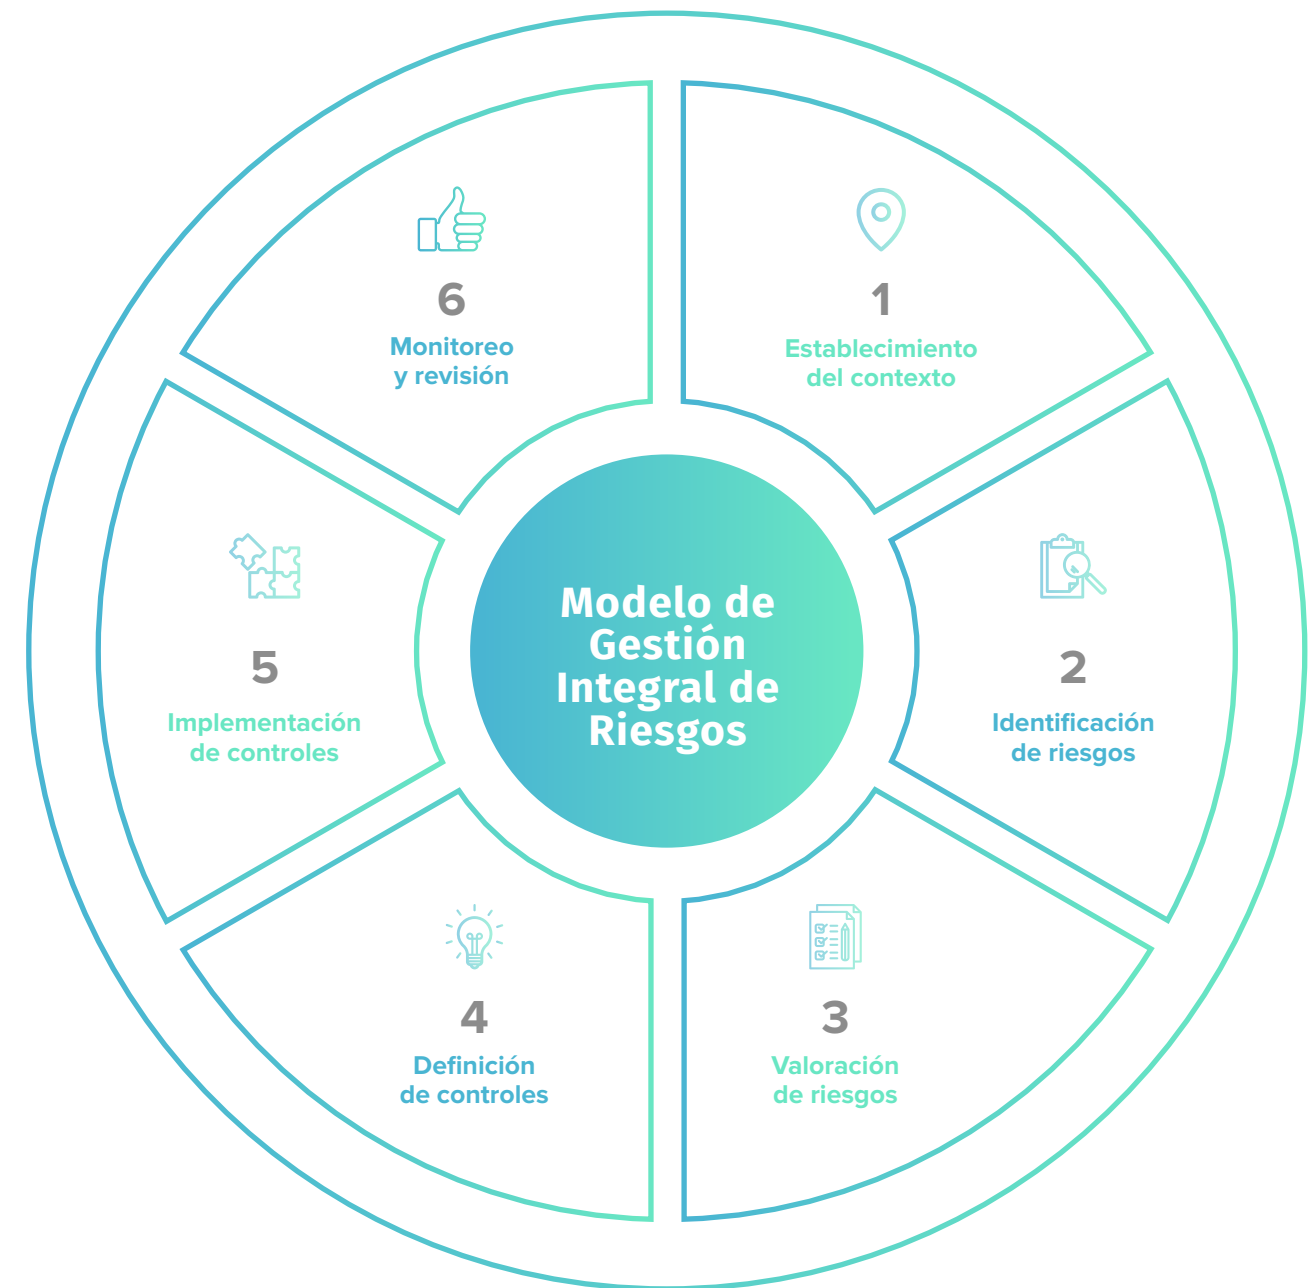 Modelo de
Gestión
Integral de
Riesgos
1
Establecimiento
del contexto
2
Identificación
de riesgos
3
Valoración
de riesgos
4
Definición
de controles
5
Implementación
de controles
6
Monitoreo
y revisión